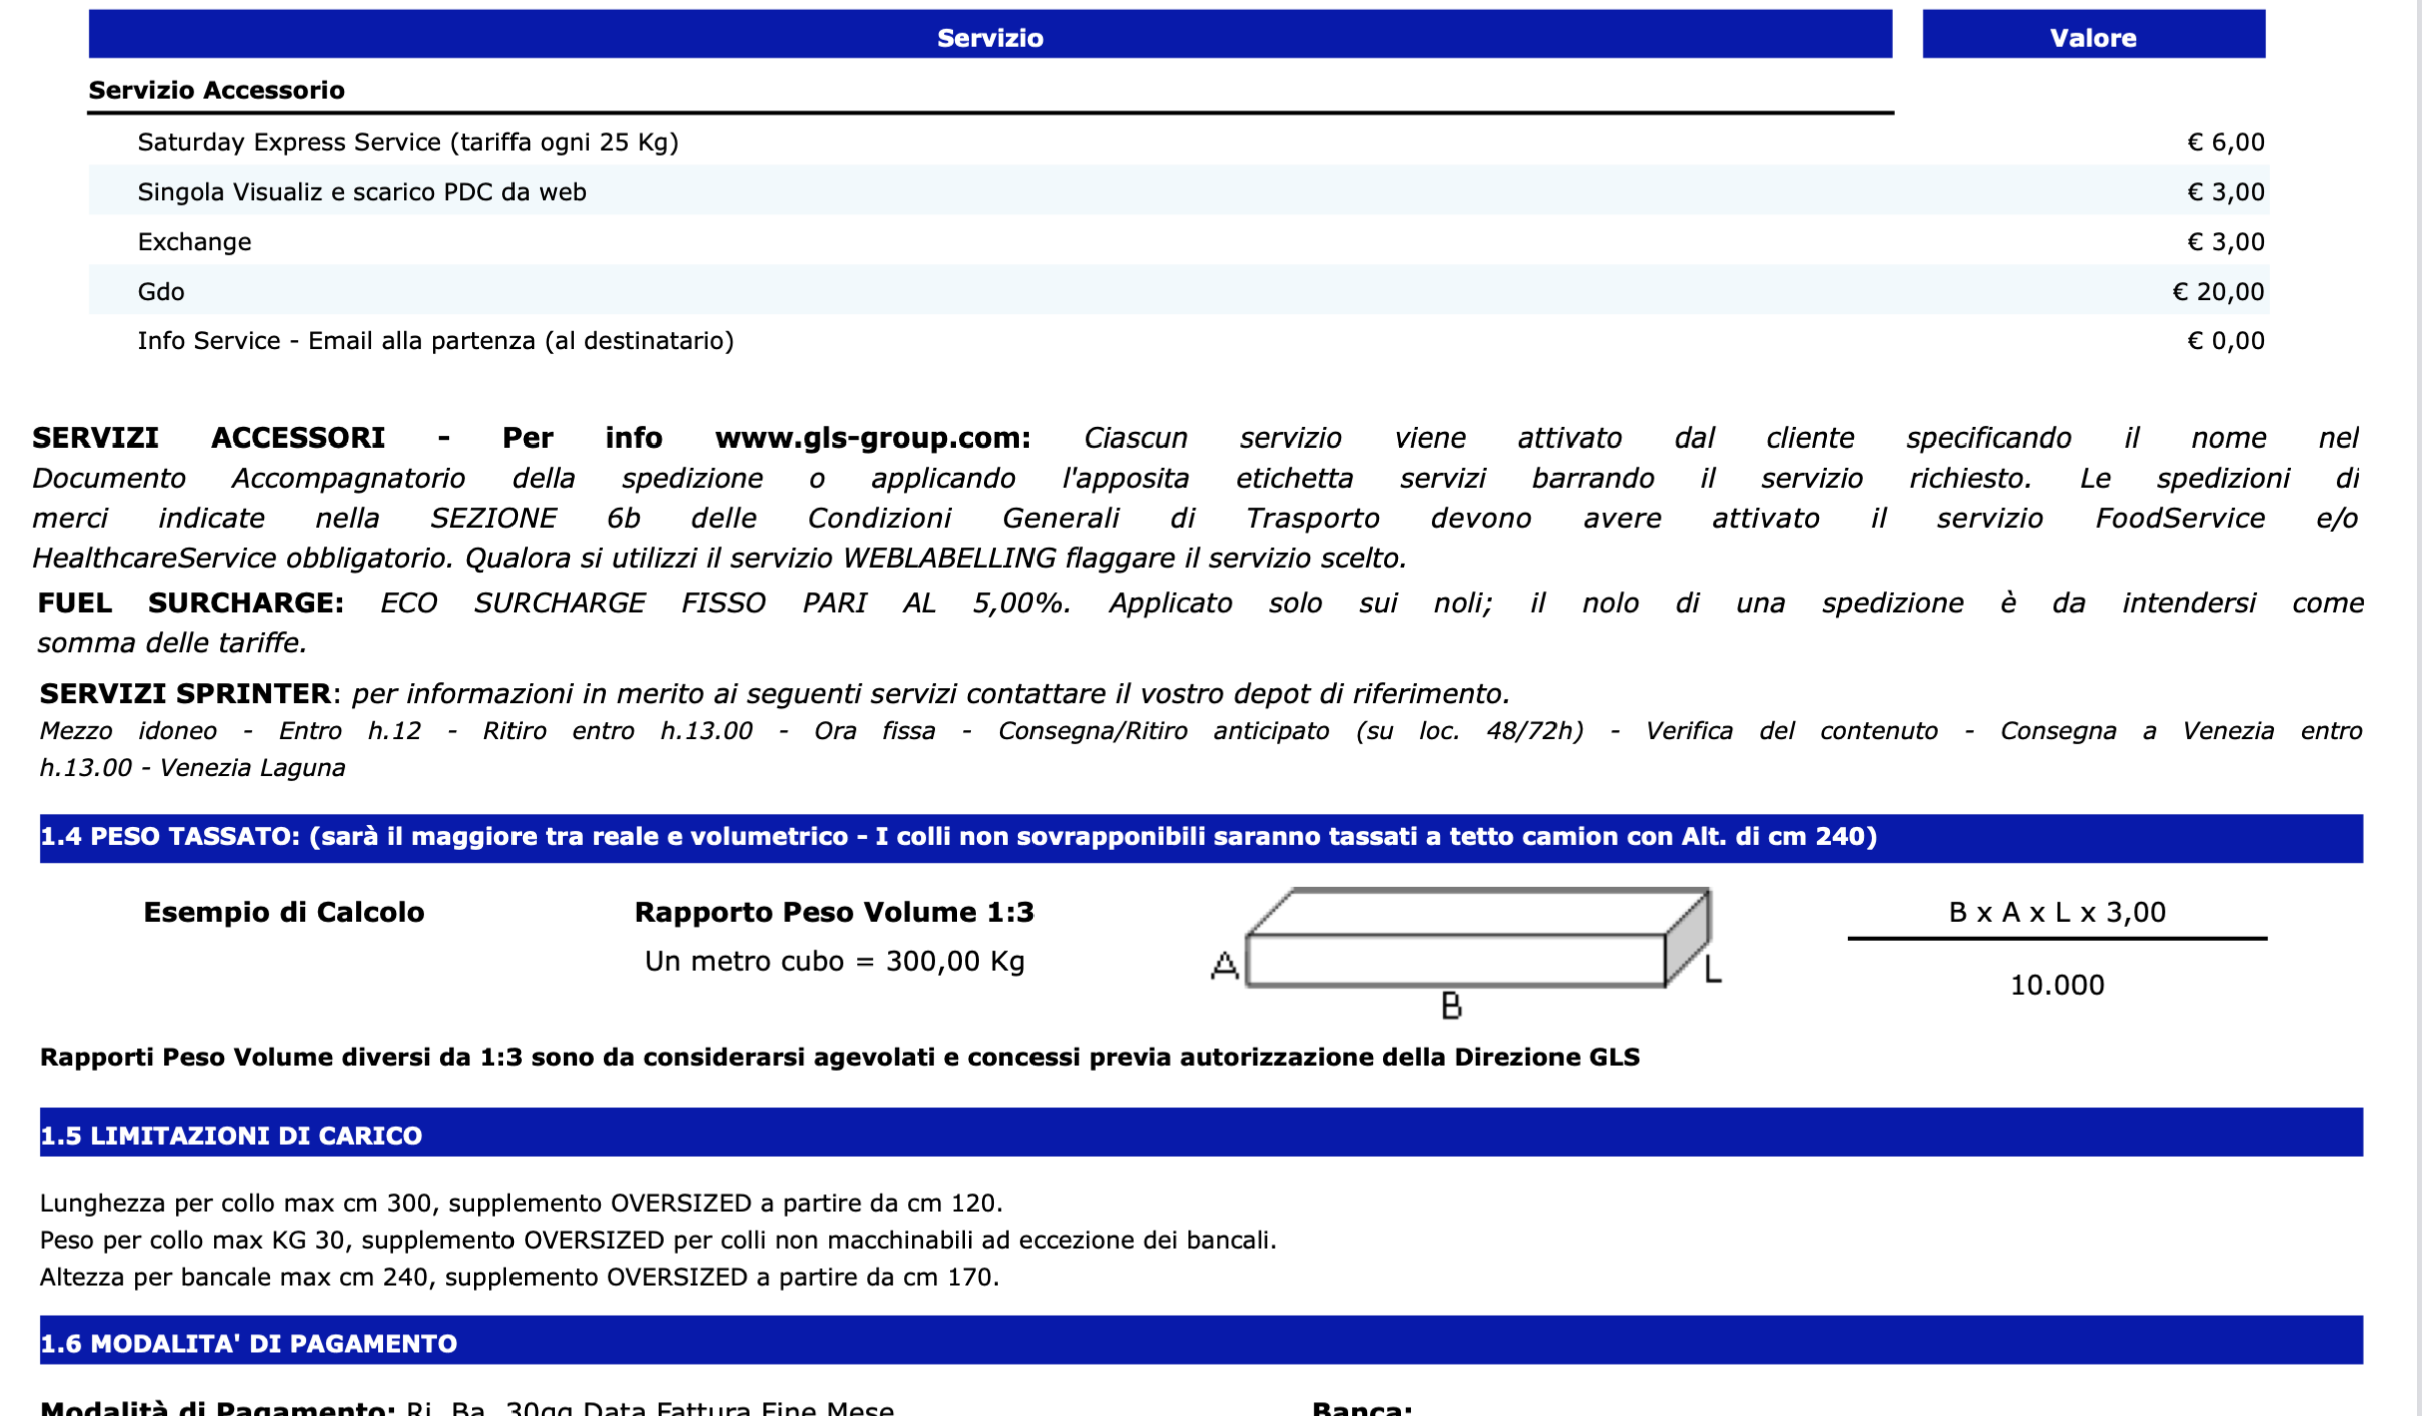 Servizio Valore
Servizio Accessorio
Saturday Express Service (tariffa ogni 25 Kg) € 6,00
Singola Visualiz e scarico PDC da web € 3,00
Exchange € 3,00
Gdo € 20,00
Info Service - Email alla partenza (al destinatario) € 0,00
SERVIZI ACCESSORI - Per info www.gls-group.com: Ciascun servizio viene attivato dal cliente specificando il nome nel
Documento Accompagnatorio della spedizione o applicando l'apposita etichetta servizi barrando il servizio richiesto. Le spedizioni di
merci indicate nella SEZIONE 6b delle Condizioni Generali di Trasporto devono avere attivato il servizio FoodService e/o
HealthcareService obbligatorio. Qualora si utilizzi il servizio WEBLABELLING flaggare il servizio scelto.
FUEL SURCHARGE: ECO SURCHARGE FISSO PARI AL 5,00%. Applicato solo sui noli; il nolo di una spedizione è da intendersi come
somma delle tariffe.
SERVIZI SPRINTER: per informazioni in merito ai seguenti servizi contattare il vostro depot di riferimento.
Mezzo idoneo - Entro h.12 - Ritiro entro h.13.00 - Ora fissa - Consegna/Ritiro anticipato (su loc. 48/72h) - Verifica del contenuto - Consegna a Venezia entro
h.13.00 - Venezia Laguna
1.4 PESO TASSATO: (sarà il maggiore tra reale e volumetrico - I colli non sovrapponibili saranno tassati a tetto camion con Alt. di cm 240)
Esempio di Calcolo Rapporto Peso Volume 1:3 B x A x L x 3,00
Un metro cubo = 300,00 Kg A L
10.000
B
Rapporti Peso Volume diversi da 1:3 sono da considerarsi agevolati e concessi previa autorizzazione della Direzione GLS
1.5 LIMITAZIONI DI CARICO
Lunghezza per collo max cm 300, supplemento OVERSIZED a partire da cm 120.
Peso per collo max KG 30, supplemento OVERSIZED per colli non macchinabili ad eccezione dei bancali.
Altezza per bancale max cm 240, supplemento OVERSIZED a partire da cm 170.
1.6 MODALITA' DI PAGAMENTO
Modalità di Pagamento: Ri. Ba. 30gg Data Fattura Fine Mese Banca: